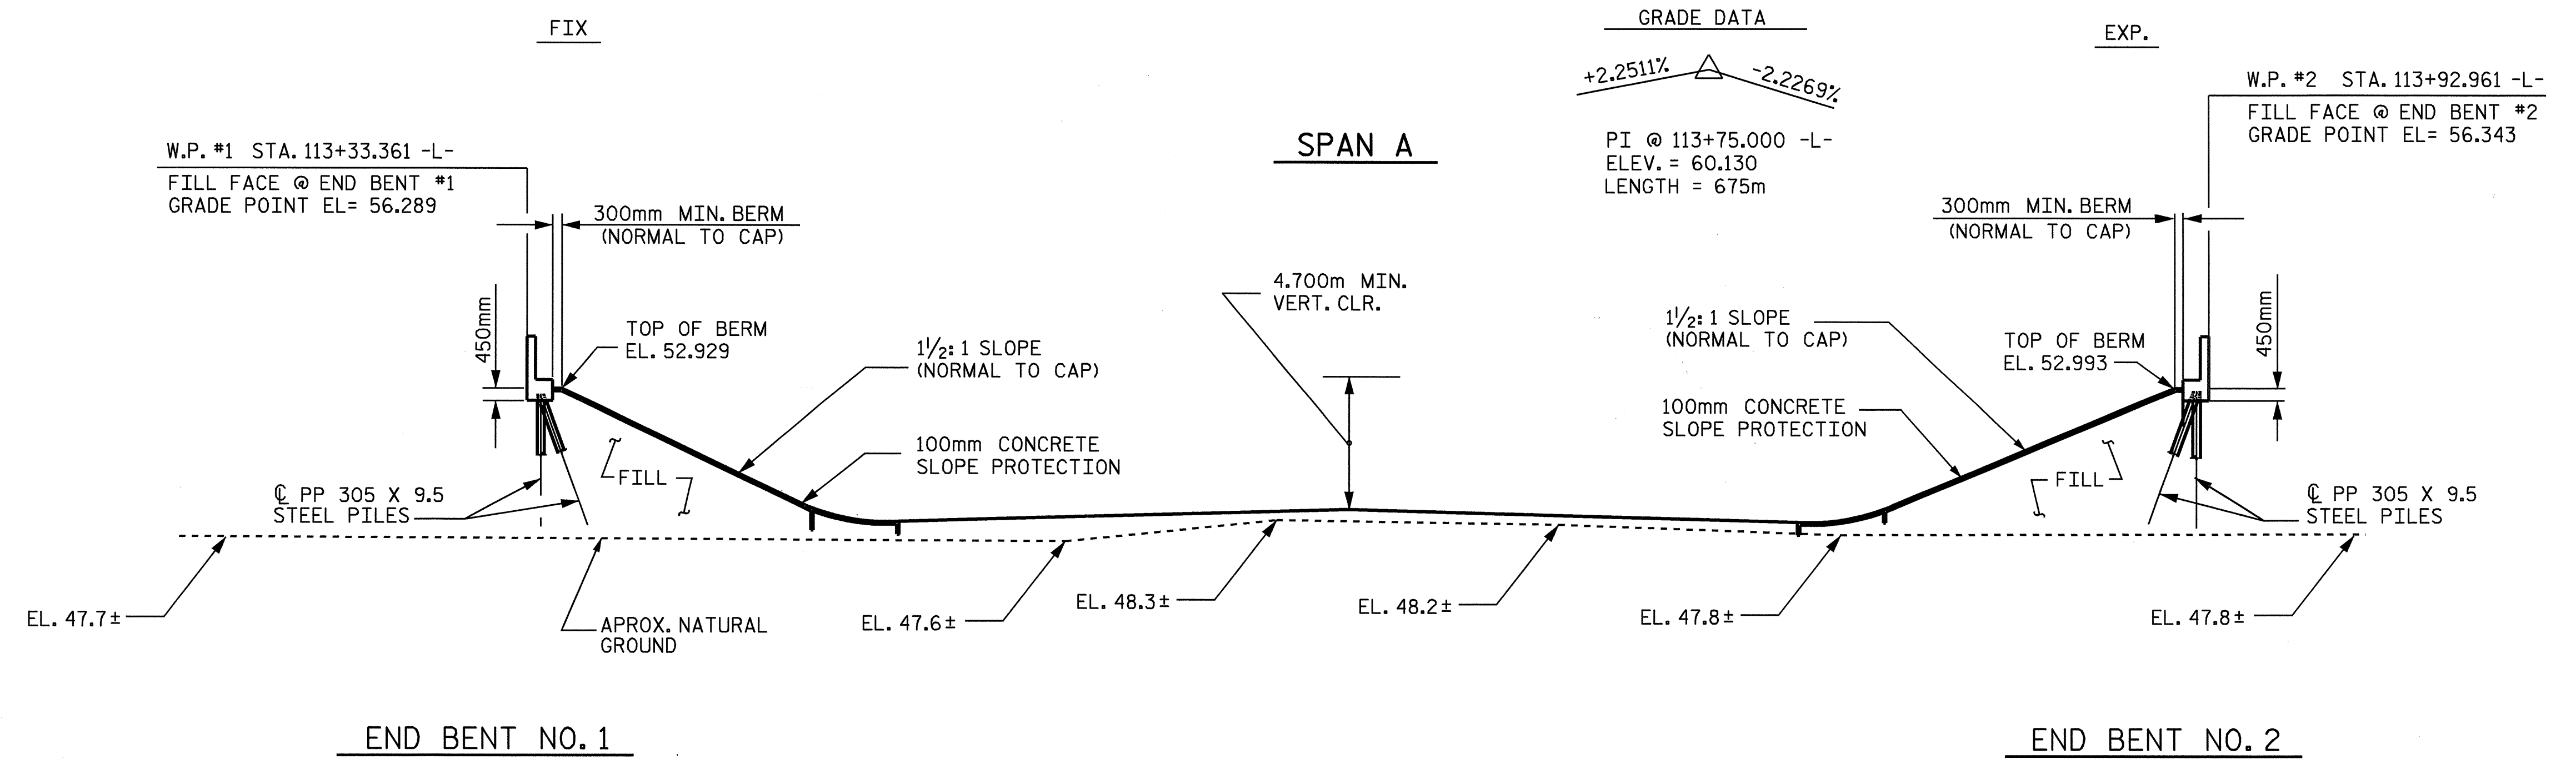 FIX
GRADE DATA
EXP.
+2.2511%
-2.2269%
PI @ 113+75.000 -L-
ELEV. = 60.130
LENGTH = 675m
SPAN A
W.P. #1 STA. 113+33.361 -L-
FILL FACE @ END BENT #1
GRADE POINT EL= 56.289
W.P. #2 STA. 113+92.961 -L-
FILL FACE @ END BENT #2
GRADE POINT EL= 56.343
300mm MIN. BERM
(NORMAL TO CAP)
300mm MIN. BERM
(NORMAL TO CAP)
4.700m MIN.
VERT. CLR.
450mm
TOP OF BERM
EL. 52.929
1½:1 SLOPE
(NORMAL TO CAP)
100mm CONCRETE
SLOPE PROTECTION
1½:1 SLOPE
(NORMAL TO CAP)
100mm CONCRETE
SLOPE PROTECTION
TOP OF BERM
EL. 52.993
450mm
FILL
FILL
℄ PP 305 X 9.5
STEEL PILES
℄ PP 305 X 9.5
STEEL PILES
EL. 47.7±
APROX. NATURAL
GROUND
EL. 47.6±
EL. 48.3±
EL. 48.2±
EL. 47.8±
EL. 47.8±
END BENT NO. 1
END BENT NO. 2